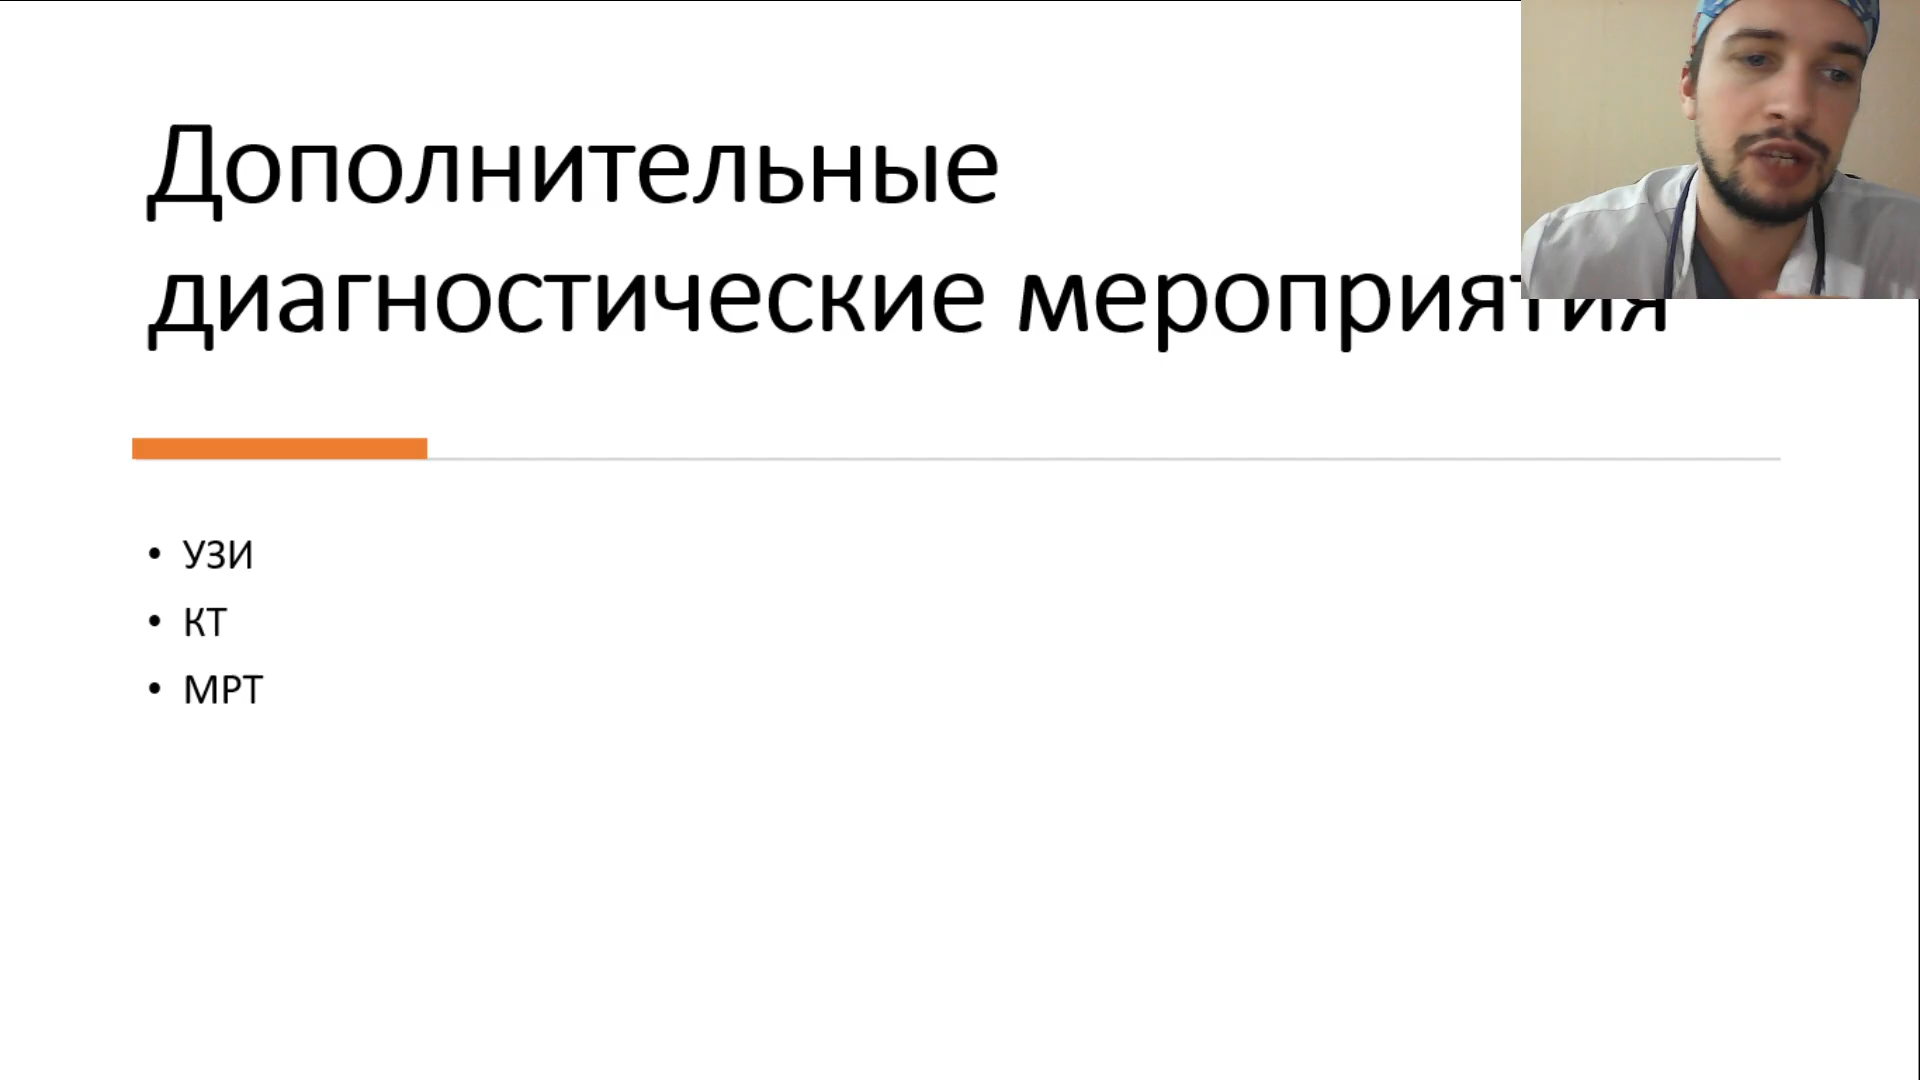 Дополнительные
диагностические мероприятия
• УЗИ
• КТ
• МРТ